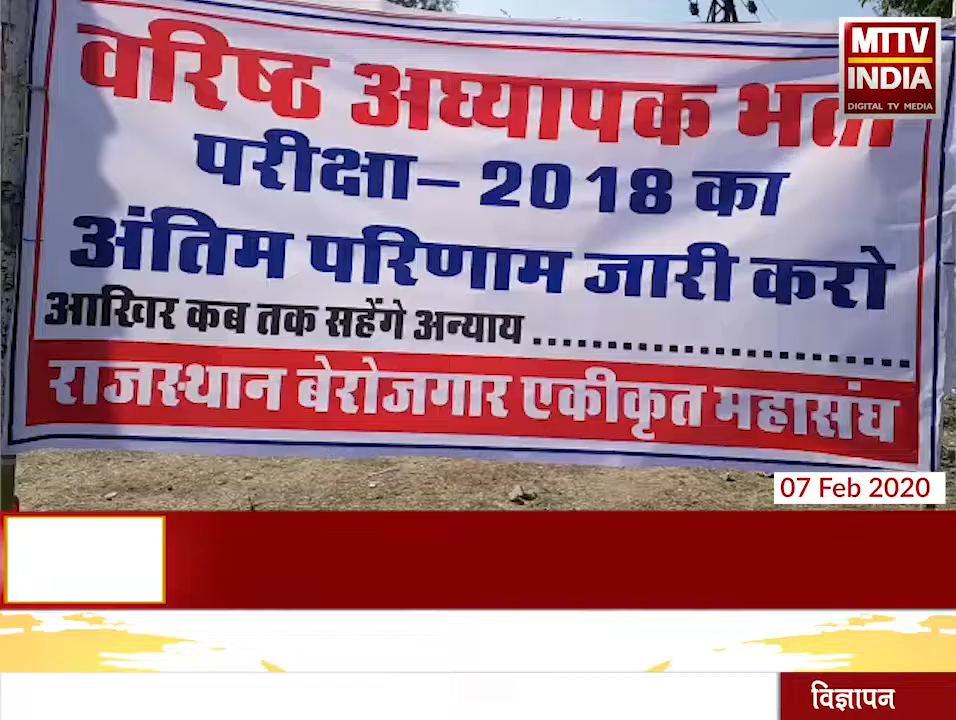 वरिष्ठ अध्यापक भर्ती
परीक्षा– 2018 का
अंतिम परिणाम जारी करो
आखिर कब तक सहेंगे अन्याय .....................
राजस्थान बेरोजगार एकीकृत महासंघ
MTTV
INDIA
DIGITAL TV MEDIA
07 Feb 2020
विज्ञापन